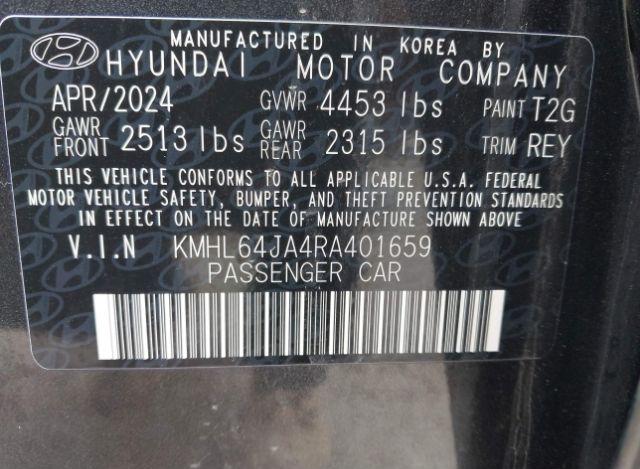 MANUFACTURED IN KOREA BY
HYUNDAI MOTOR COMPANY
APR/2024 GVWR 4453 lbs PAINT T2G
GAWR FRONT 2513 lbs GAWR REAR 2315 lbs TRIM REY
THIS VEHICLE CONFORMS TO ALL APPLICABLE U.S.A. FEDERAL
MOTOR VEHICLE SAFETY, BUMPER, AND THEFT PREVENTION STANDARDS
IN EFFECT ON THE DATE OF MANUFACTURE SHOWN ABOVE
V.I.N KMHL64JA4RA401659
PASSENGER CAR